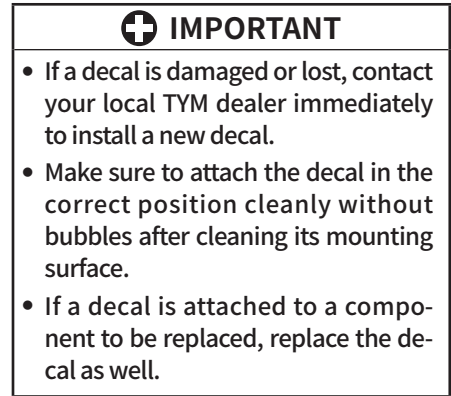 IMPORTANT
• If a decal is damaged or lost, contact
your local TYM dealer immediately
to install a new decal.
• Make sure to attach the decal in the
correct position cleanly without
bubbles after cleaning its mounting
surface.
• If a decal is attached to a compo-
nent to be replaced, replace the de-
cal as well.